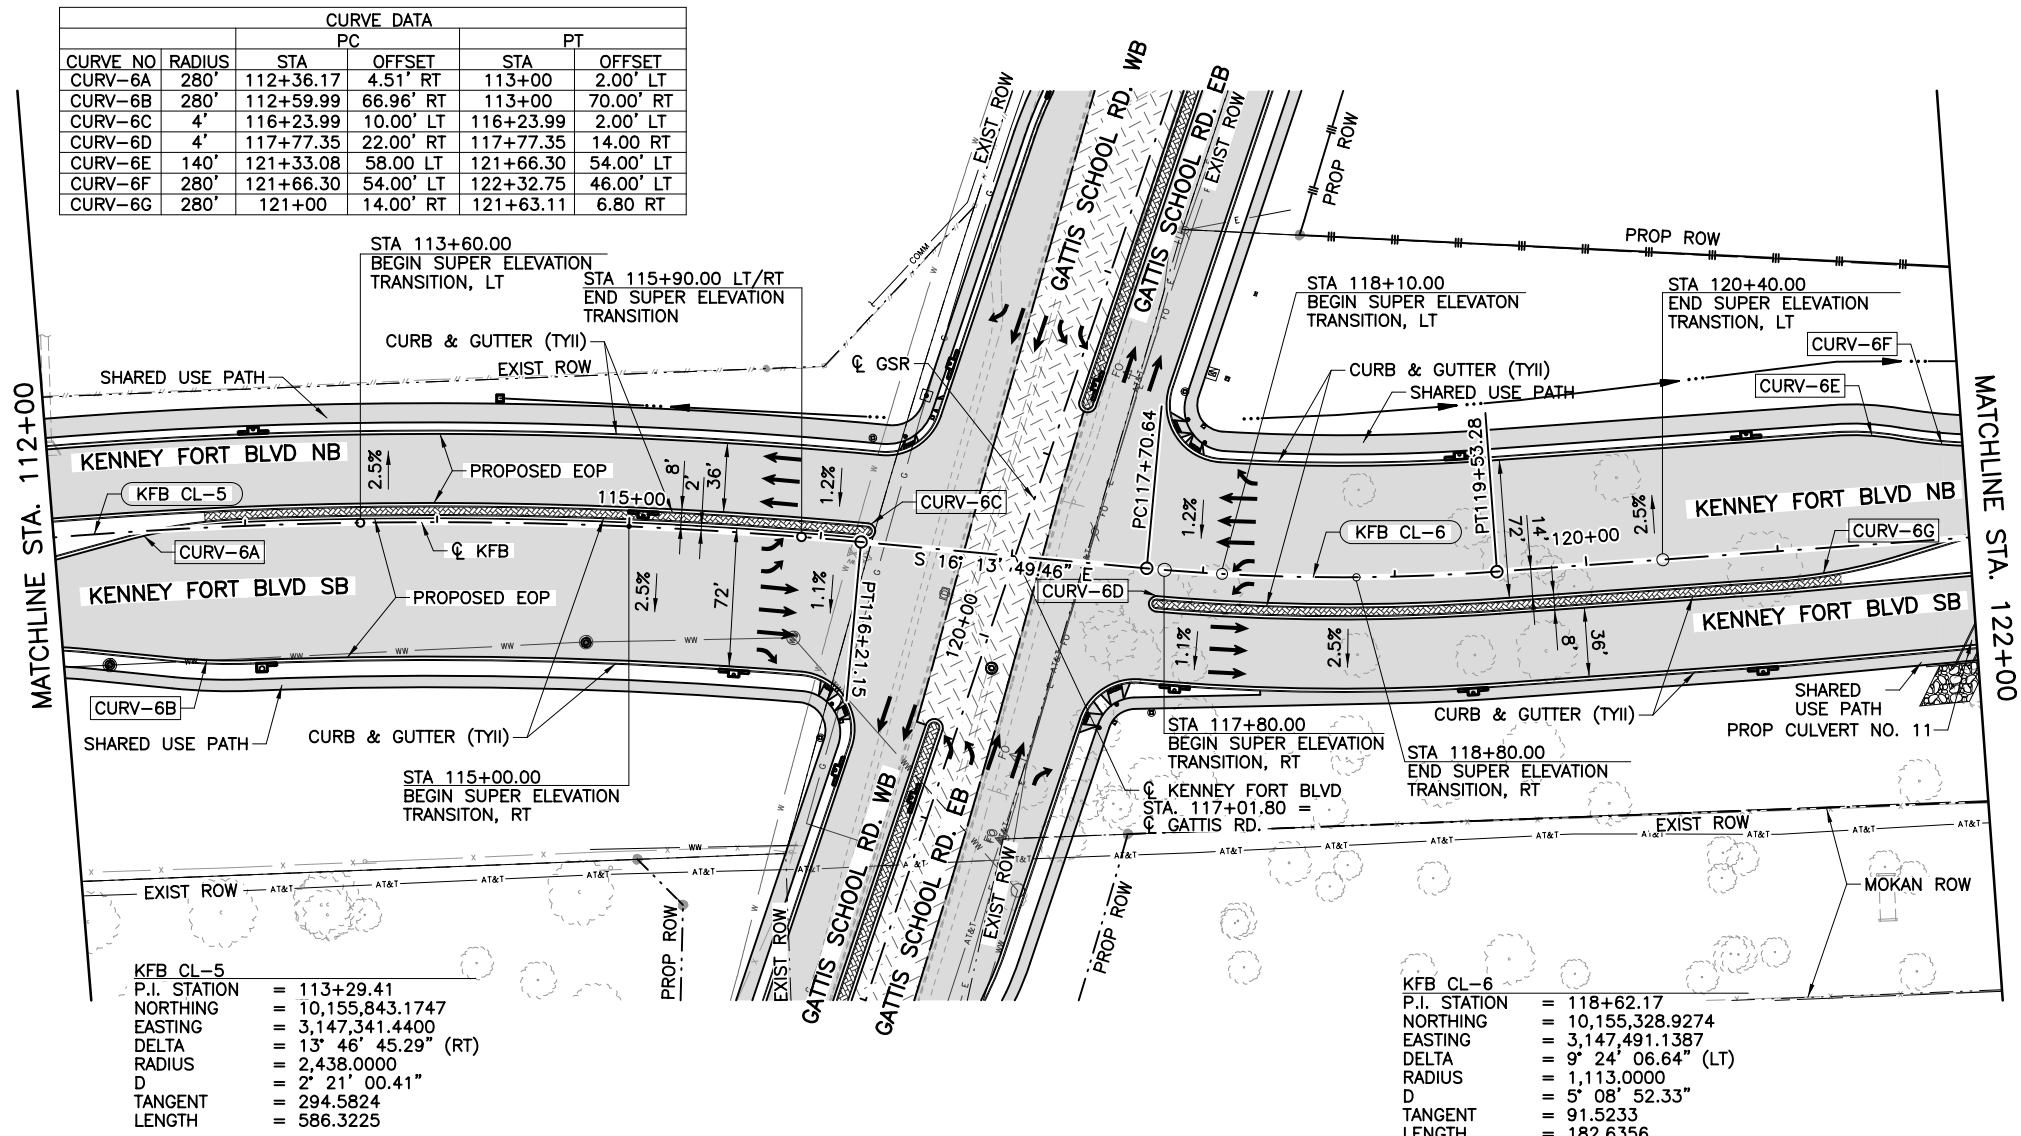 CURVE DATA
PC PT
CURVE NO RADIUS STA OFFSET STA OFFSET
CURV-6A 280' 112+36.17 4.51' RT 113+00 2.00' LT
CURV-6B 280' 112+59.99 66.96' RT 113+00 70.00' RT
CURV-6C 4' 116+23.99 10.00' LT 116+23.99 2.00' LT
CURV-6D 4' 117+77.35 22.00' RT 117+77.35 14.00 RT
CURV-6E 140' 121+33.08 58.00 LT 121+66.30 54.00' LT
CURV-6F 280' 121+66.30 54.00' LT 122+32.75 46.00' LT
CURV-6G 280' 121+00 14.00' RT 121+63.11 6.80 RT
STA 113+60.00
BEGIN SUPER ELEVATION
TRANSITION, LT
STA 115+90.00 LT/RT
END SUPER ELEVATION
TRANSITION
CURB & GUTTER (TYII)
EXIST ROW
SHARED USE PATH
COMM
EXIST ROW
GATTIS SCHOOL RD. WB
GATTIS SCHOOL RD. EB
EXIST ROW
PROP ROW
PROP ROW
STA 118+10.00
BEGIN SUPER ELEVATON
TRANSITION, LT
STA 120+40.00
END SUPER ELEVATION
TRANSTION, LT
CURV-6F
CURV-6E
CURB & GUTTER (TYII)
SHARED USE PATH
℄ GSR
MATCHLINE STA. 112+00
MATCHLINE STA. 122+00
KENNEY FORT BLVD NB
2.5%
PROPOSED EOP
8'
2'
36'
1.2%
KFB CL-5
115+00
CURV-6C
CURV-6A
℄ KFB
KENNEY FORT BLVD SB
PROPOSED EOP
2.5%
72'
1.1%
PT116+21.15
S 16° 13' 49.46" E
120+00
PC117+70.64
1.2%
KFB CL-6
PT119+53.28
14'
72'
120+00
2.5%
KENNEY FORT BLVD NB
CURV-6G
CURV-6D
1.1%
2.5%
8'
36'
KENNEY FORT BLVD SB
CURV-6B
SHARED USE PATH
CURB & GUTTER (TYII)
STA 115+00.00
BEGIN SUPER ELEVATION
TRANSITON, RT
STA 117+80.00
BEGIN SUPER ELEVATION
TRANSITION, RT
STA 118+80.00
END SUPER ELEVATION
TRANSITION, RT
CURB & GUTTER (TYII)
SHARED
USE PATH
PROP CULVERT NO. 11
℄ KENNEY FORT BLVD
STA. 117+01.80 =
℄ GATTIS RD.
EXIST ROW
MOKAN ROW
EXIST ROW
AT&T AT&T AT&T AT&T AT&T AT&T AT&T AT&T AT&T AT&T
PROP ROW
EXIST ROW
GATTIS SCHOOL RD. WB
GATTIS SCHOOL RD. EB
EXIST ROW
PROP ROW
KFB CL-5
P.I. STATION = 113+29.41
NORTHING = 10,155,843.1747
EASTING = 3,147,341.4400
DELTA = 13° 46' 45.29" (RT)
RADIUS = 2,438.0000
D = 2° 21' 00.41"
TANGENT = 294.5824
LENGTH = 586.3225
KFB CL-6
P.I. STATION = 118+62.17
NORTHING = 10,155,328.9274
EASTING = 3,147,491.1387
DELTA = 9° 24' 06.64" (LT)
RADIUS = 1,113.0000
D = 5° 08' 52.33"
TANGENT = 91.5233
LENGTH = 182.6356